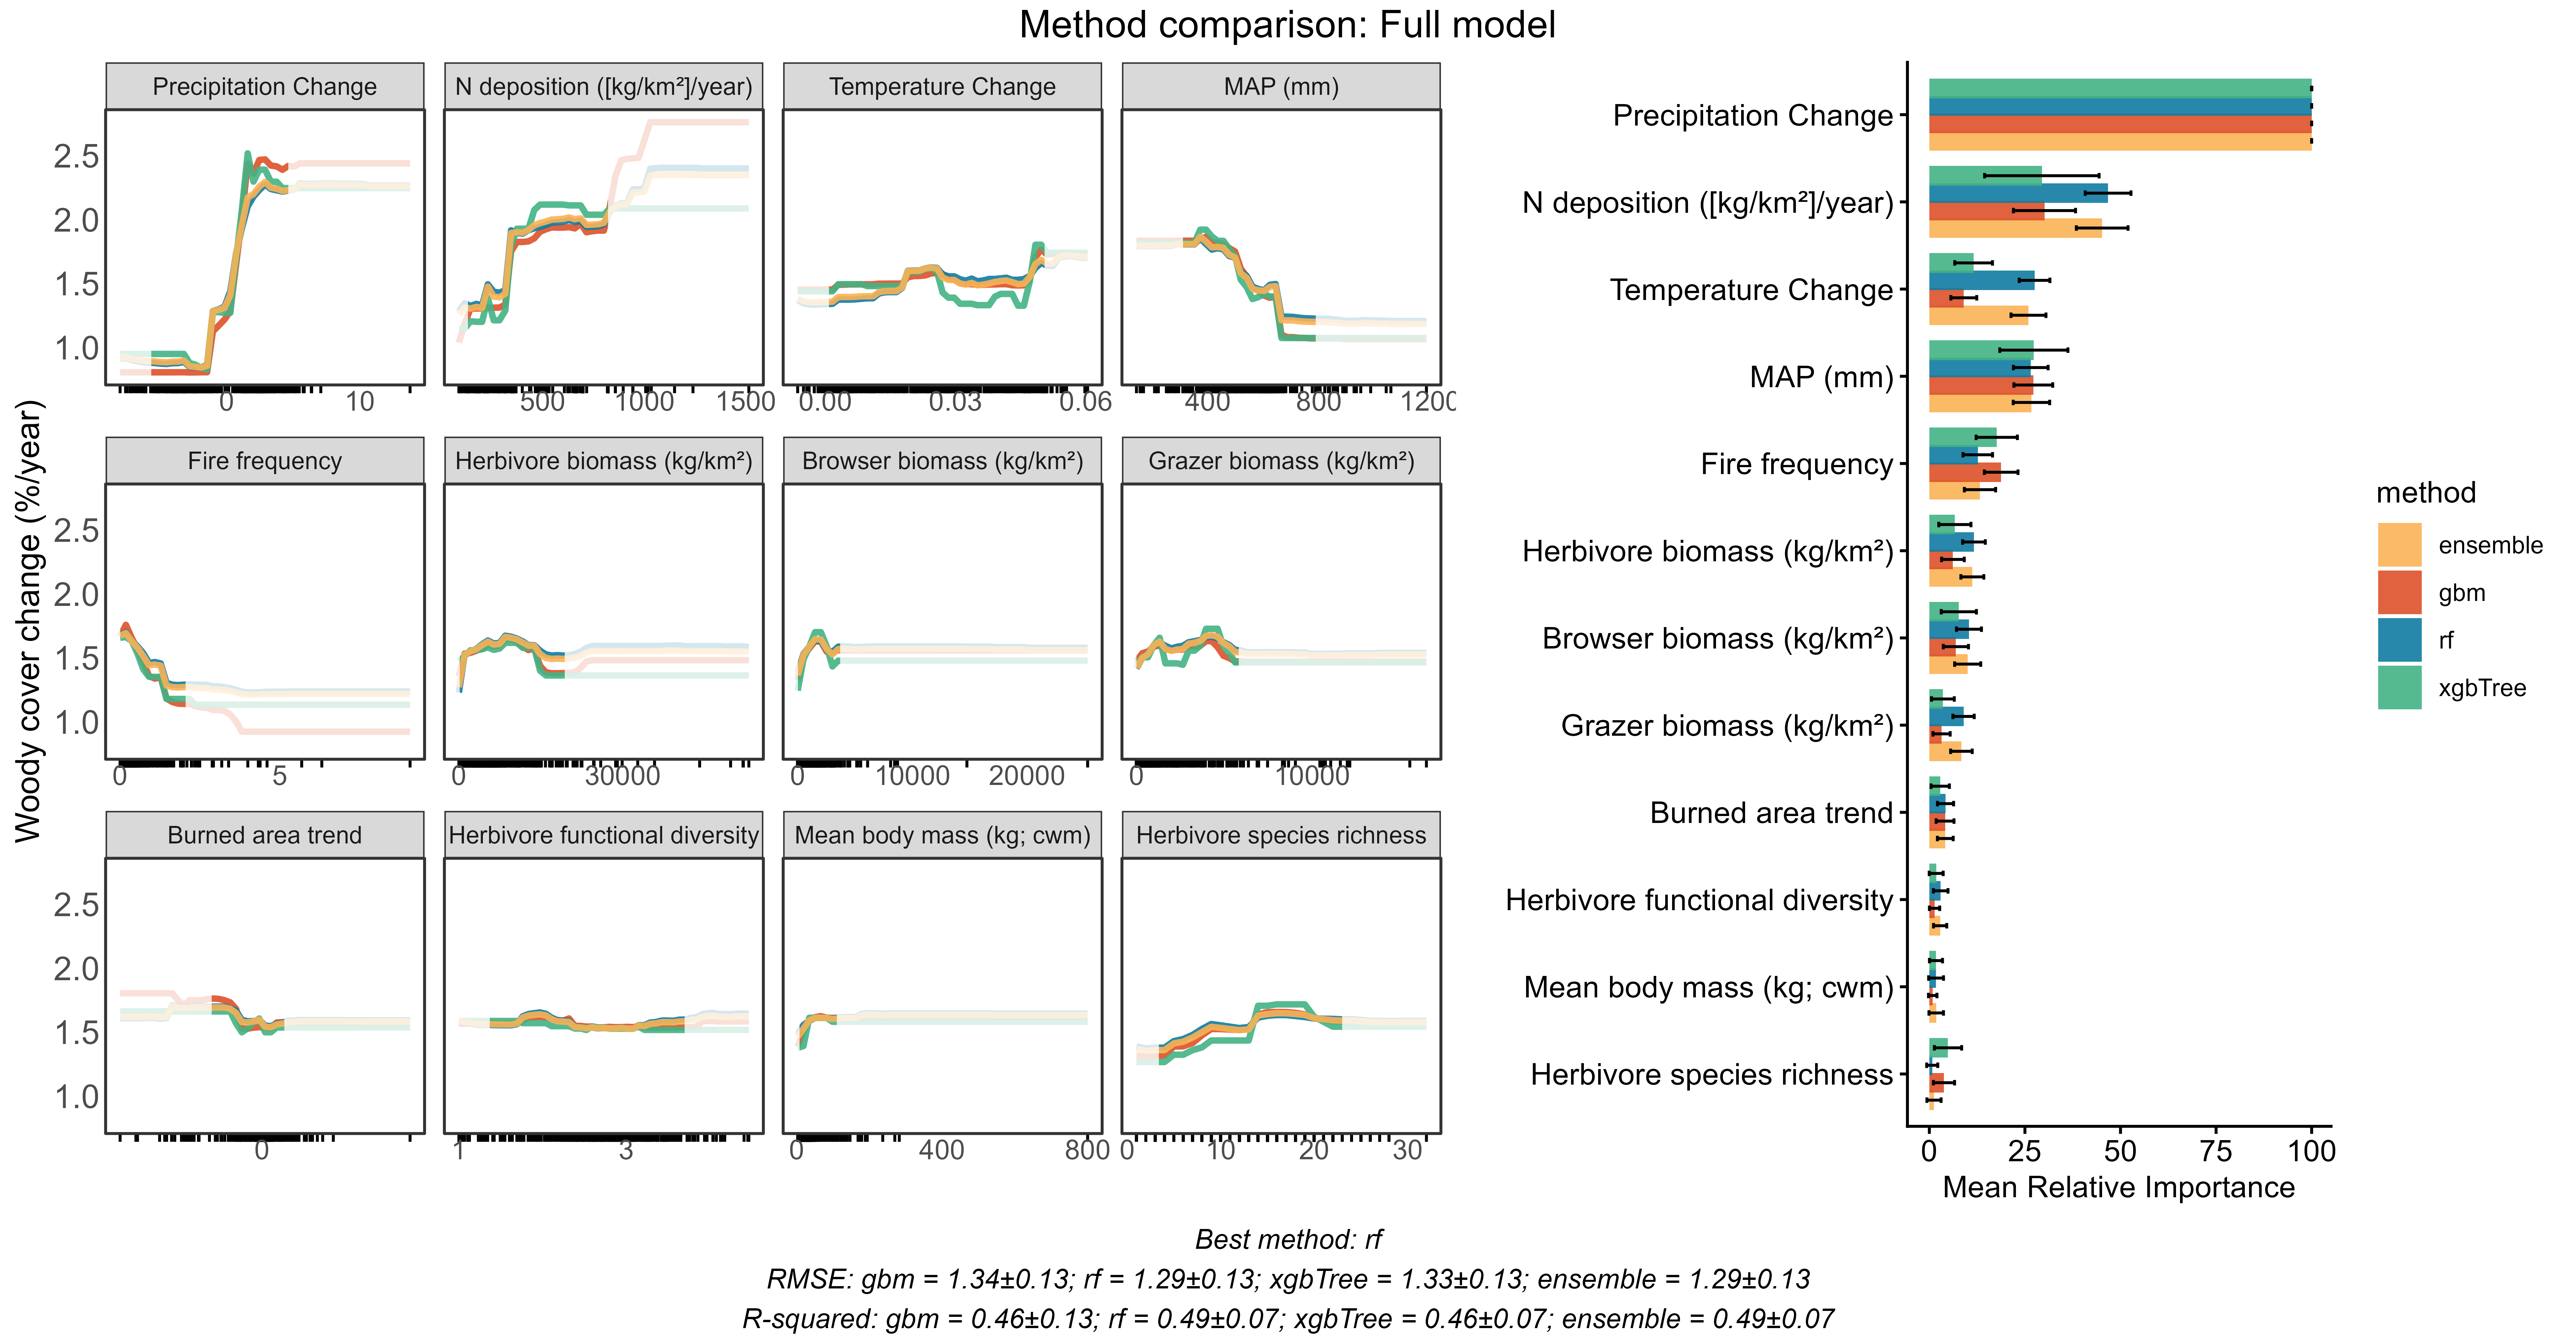 Method comparison: Full model
Woody cover change (%/year)
Precipitation Change
N deposition ([kg/km²]/year)
Temperature Change
MAP (mm)
2.5
2.0
1.5
1.0
0 10
500 1000 1500
0.00 0.03 0.06
400 800 1200
Fire frequency
Herbivore biomass (kg/km²)
Browser biomass (kg/km²)
Grazer biomass (kg/km²)
2.5
2.0
1.5
1.0
0 5
0 30000
0 10000 20000
0 10000
Burned area trend
Herbivore functional diversity
Mean body mass (kg; cwm)
Herbivore species richness
2.5
2.0
1.5
1.0
0
1 3
0 400 800
0 10 20 30
Precipitation Change
N deposition ([kg/km²]/year)
Temperature Change
MAP (mm)
Fire frequency
Herbivore biomass (kg/km²)
Browser biomass (kg/km²)
Grazer biomass (kg/km²)
Burned area trend
Herbivore functional diversity
Mean body mass (kg; cwm)
Herbivore species richness
0 25 50 75 100
Mean Relative Importance
method
ensemble
gbm
rf
xgbTree
Best method: rf
RMSE: gbm = 1.34±0.13; rf = 1.29±0.13; xgbTree = 1.33±0.13; ensemble = 1.29±0.13
R-squared: gbm = 0.46±0.13; rf = 0.49±0.07; xgbTree = 0.46±0.07; ensemble = 0.49±0.07